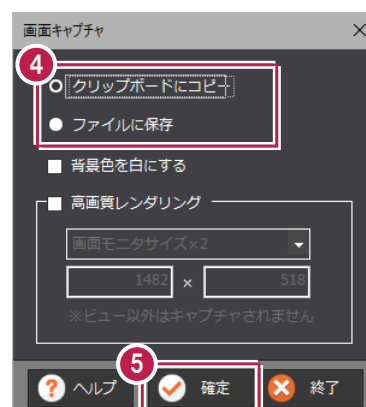 画面キャプチャ
4
クリップボードにコピー
ファイルに保存
背景色を白にする
高画質レンダリング
画面モニタサイズ×2
1482 × 518
※ビュー以外はキャプチャされません
5
ヘルプ 確定 終了